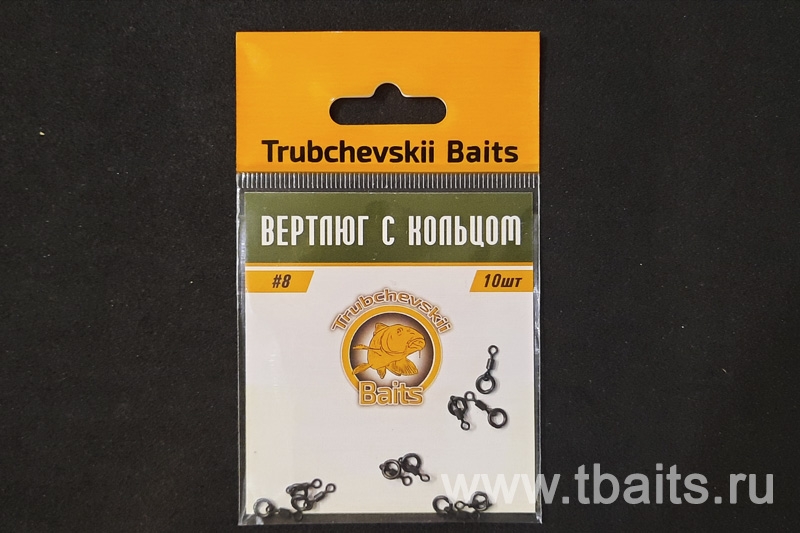 Trubchevskii Baits
ВЕРТЛЮГ С КОЛЬЦОМ
#8 10шт
Trubchevskii
Baits
www.tbaits.ru